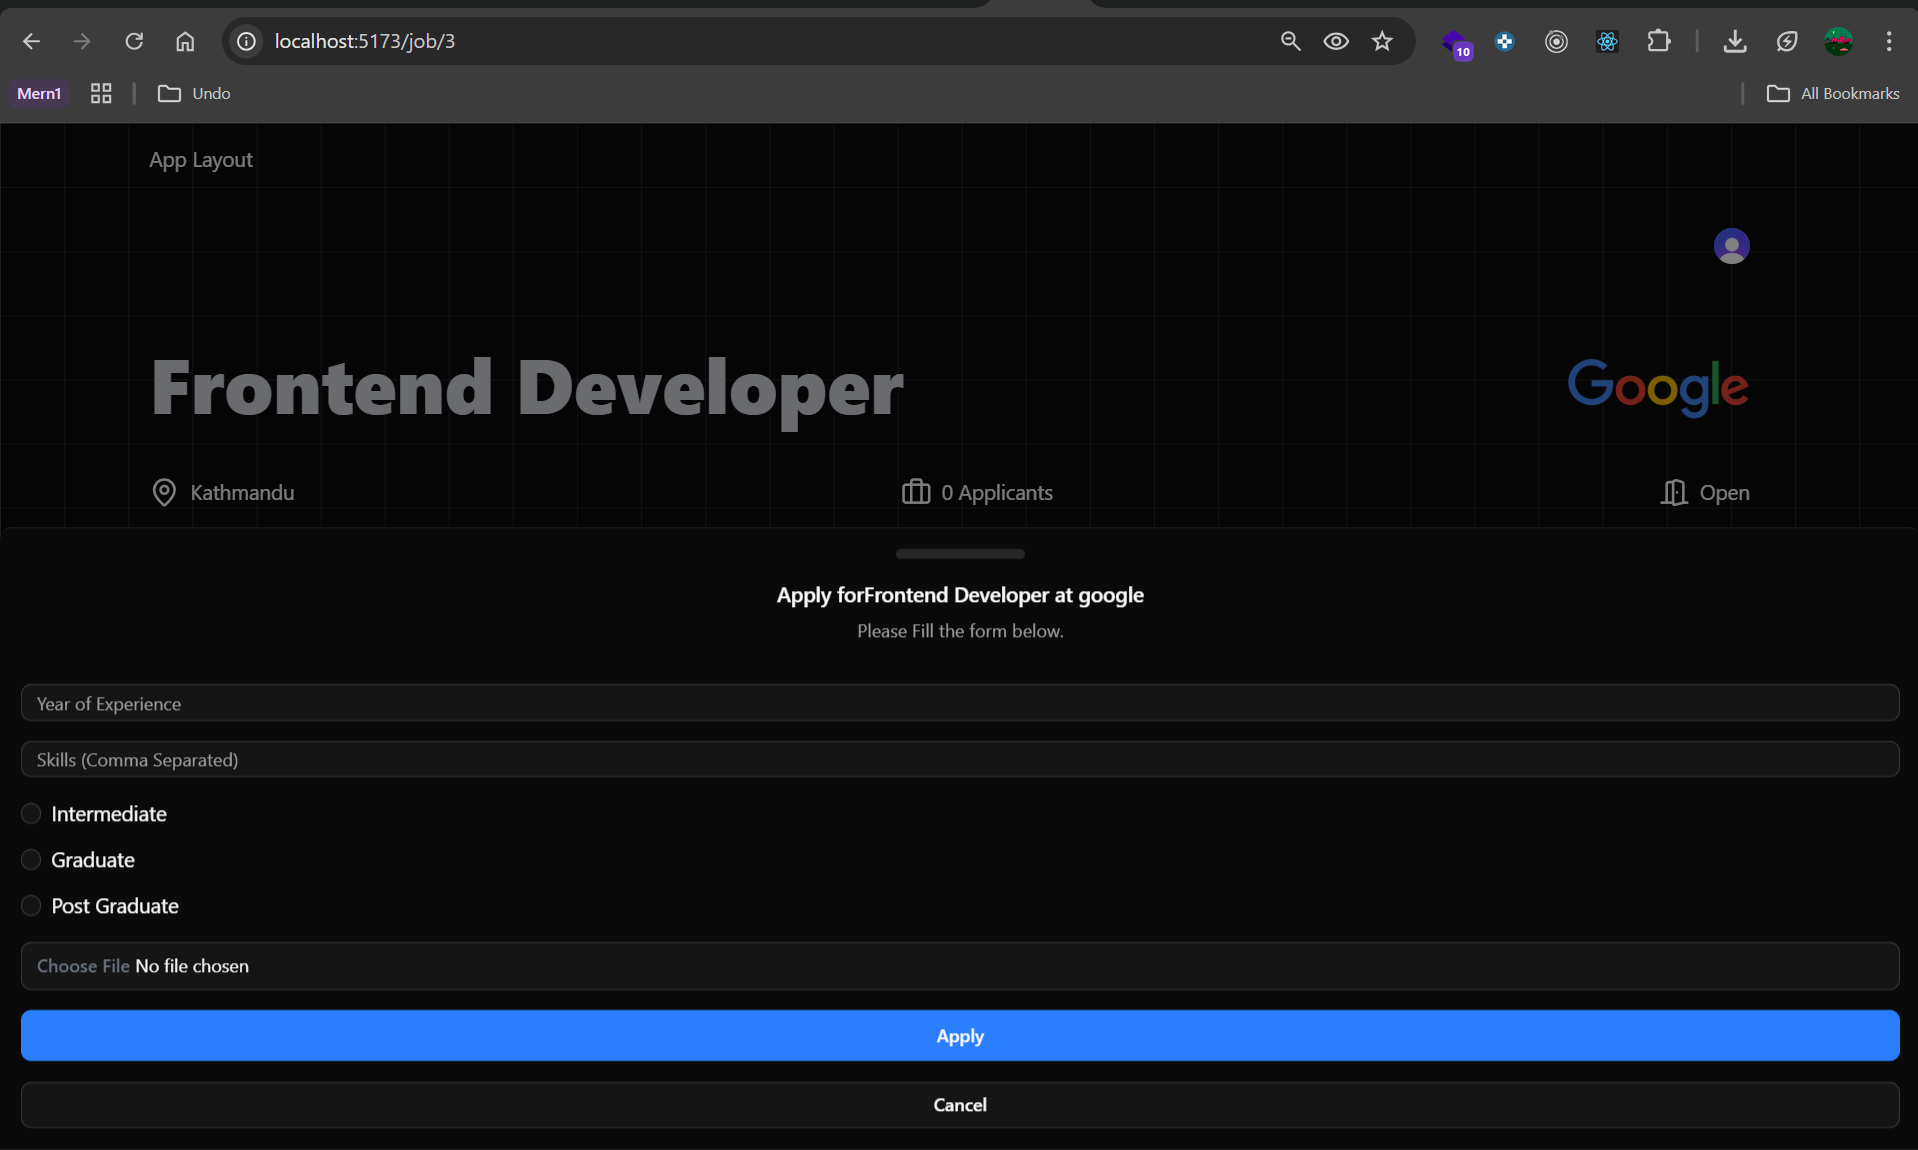 localhost:5173/job/3
10
Mern1
Undo
All Bookmarks
App Layout
Frontend Developer
Google
Kathmandu
0 Applicants
Open
Apply forFrontend Developer at google
Please Fill the form below.
Year of Experience
Skills (Comma Separated)
Intermediate
Graduate
Post Graduate
Choose File No file chosen
Apply
Cancel